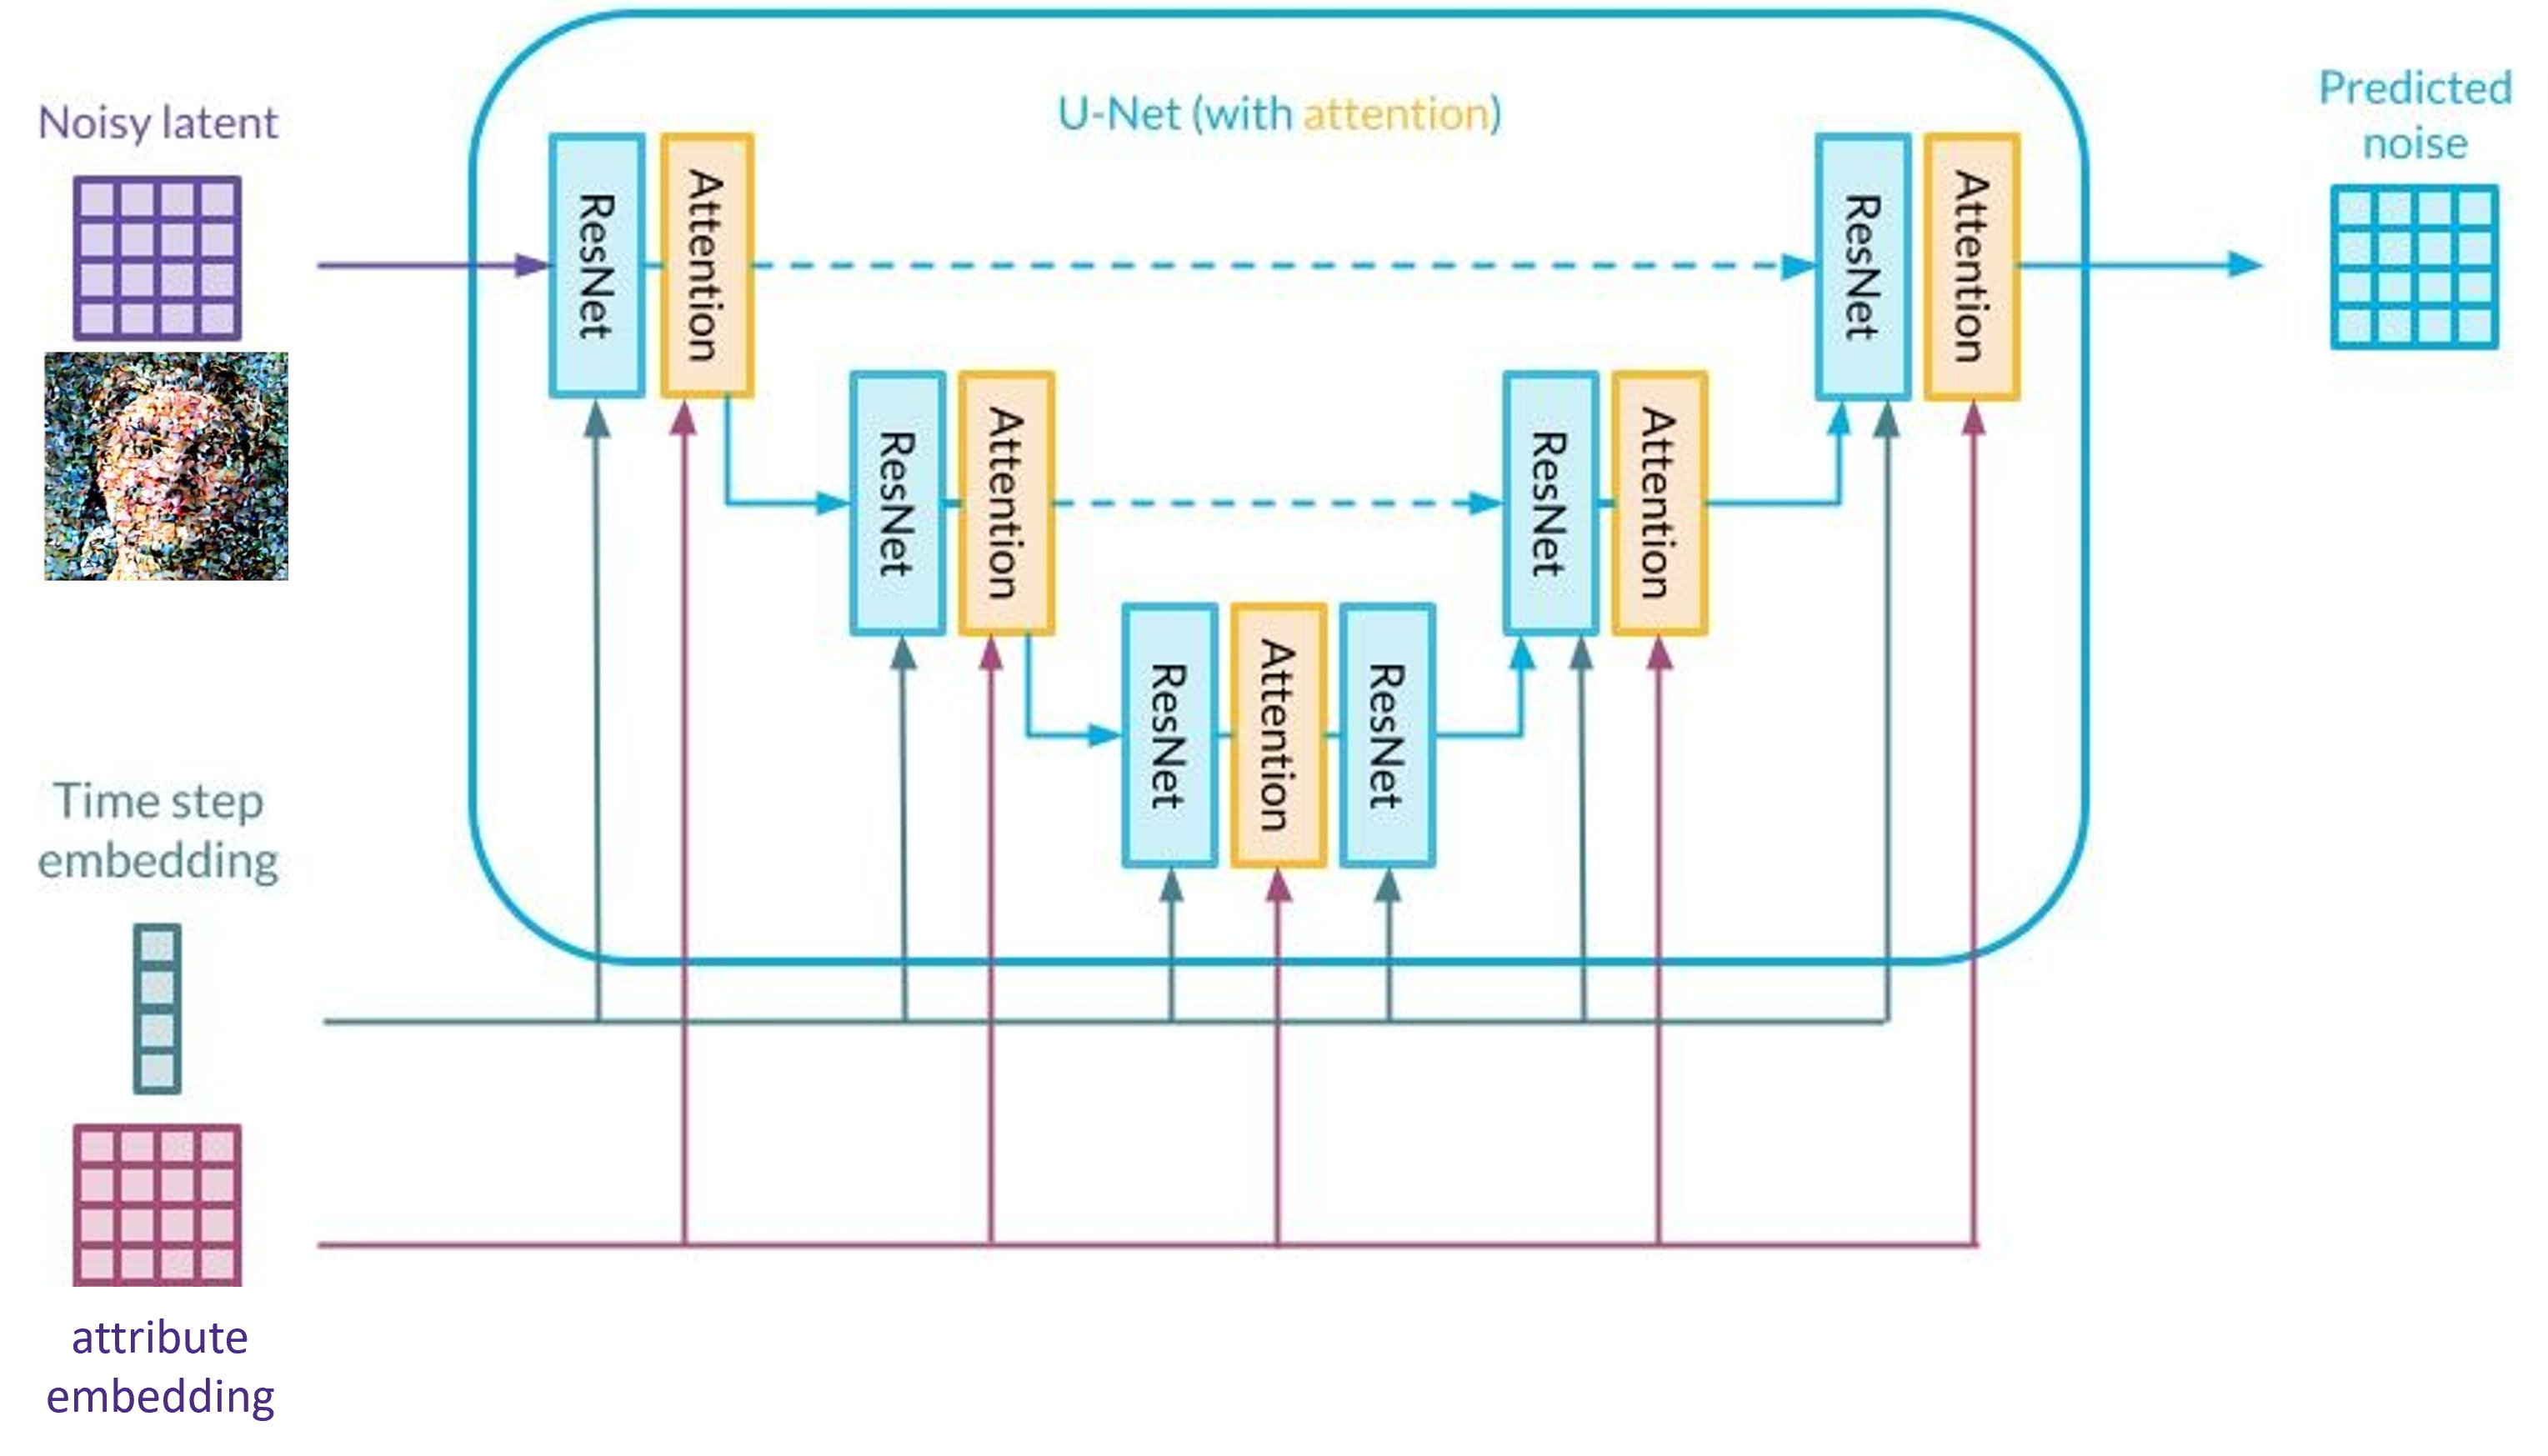 U-Net (with attention)
Noisy latent
Predicted
noise
ResNet
Attention
ResNet
Attention
ResNet
Attention
ResNet
Attention
ResNet
Attention
ResNet
Time step
embedding
attribute
embedding